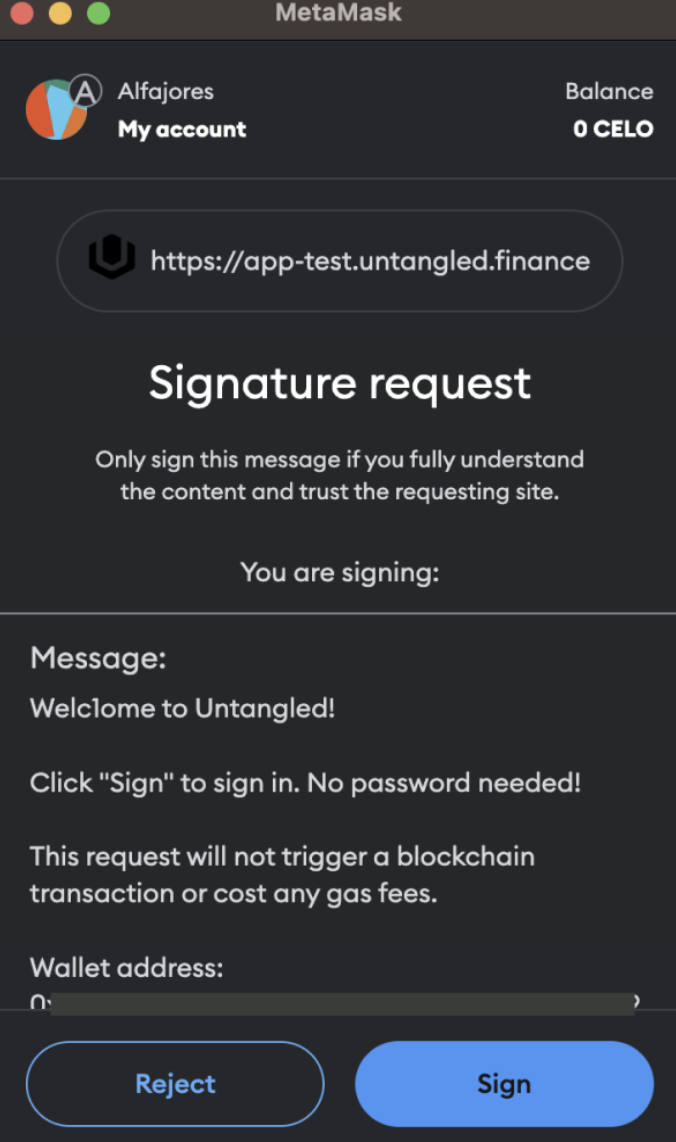 MetaMask
A
Alfajores
Balance
My account
0 CELO
https://app-test.untangled.finance
Signature request
Only sign this message if you fully understand
the content and trust the requesting site.
You are signing:
Message:
Welc1ome to Untangled!
Click "Sign" to sign in. No password needed!
This request will not trigger a blockchain
transaction or cost any gas fees.
Wallet address:
Reject
Sign